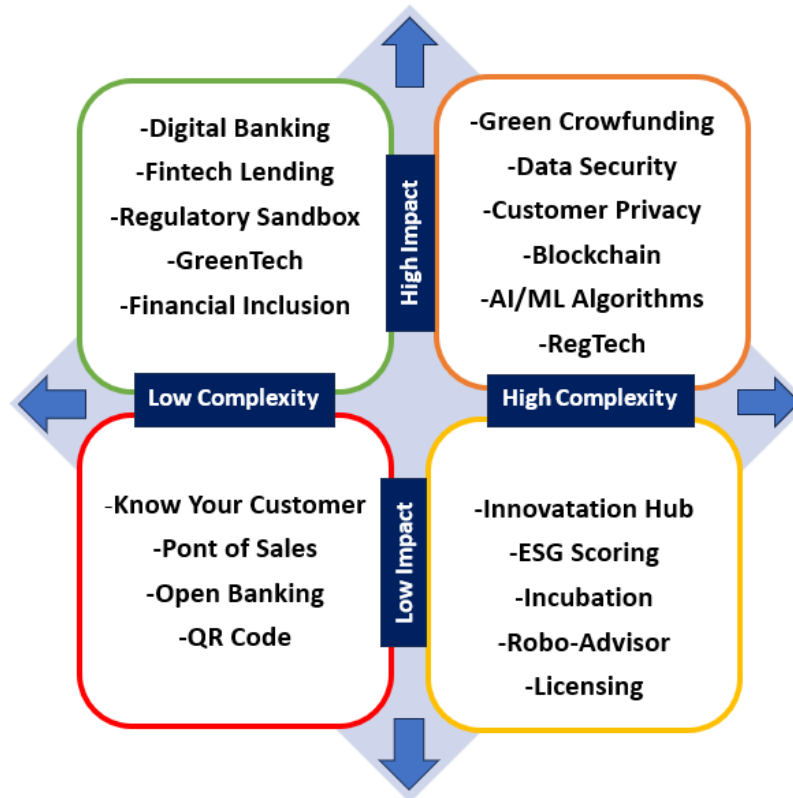 -Digital Banking
-Fintech Lending
-Regulatory Sandbox
-GreenTech
-Financial Inclusion
High Impact
-Green Crowfunding
-Data Security
-Customer Privacy
-Blockchain
-AI/ML Algorithms
-RegTech
Low Complexity
High Complexity
-Know Your Customer
-Pont of Sales
-Open Banking
-QR Code
Low Impact
-Innovatation Hub
-ESG Scoring
-Incubation
-Robo-Advisor
-Licensing